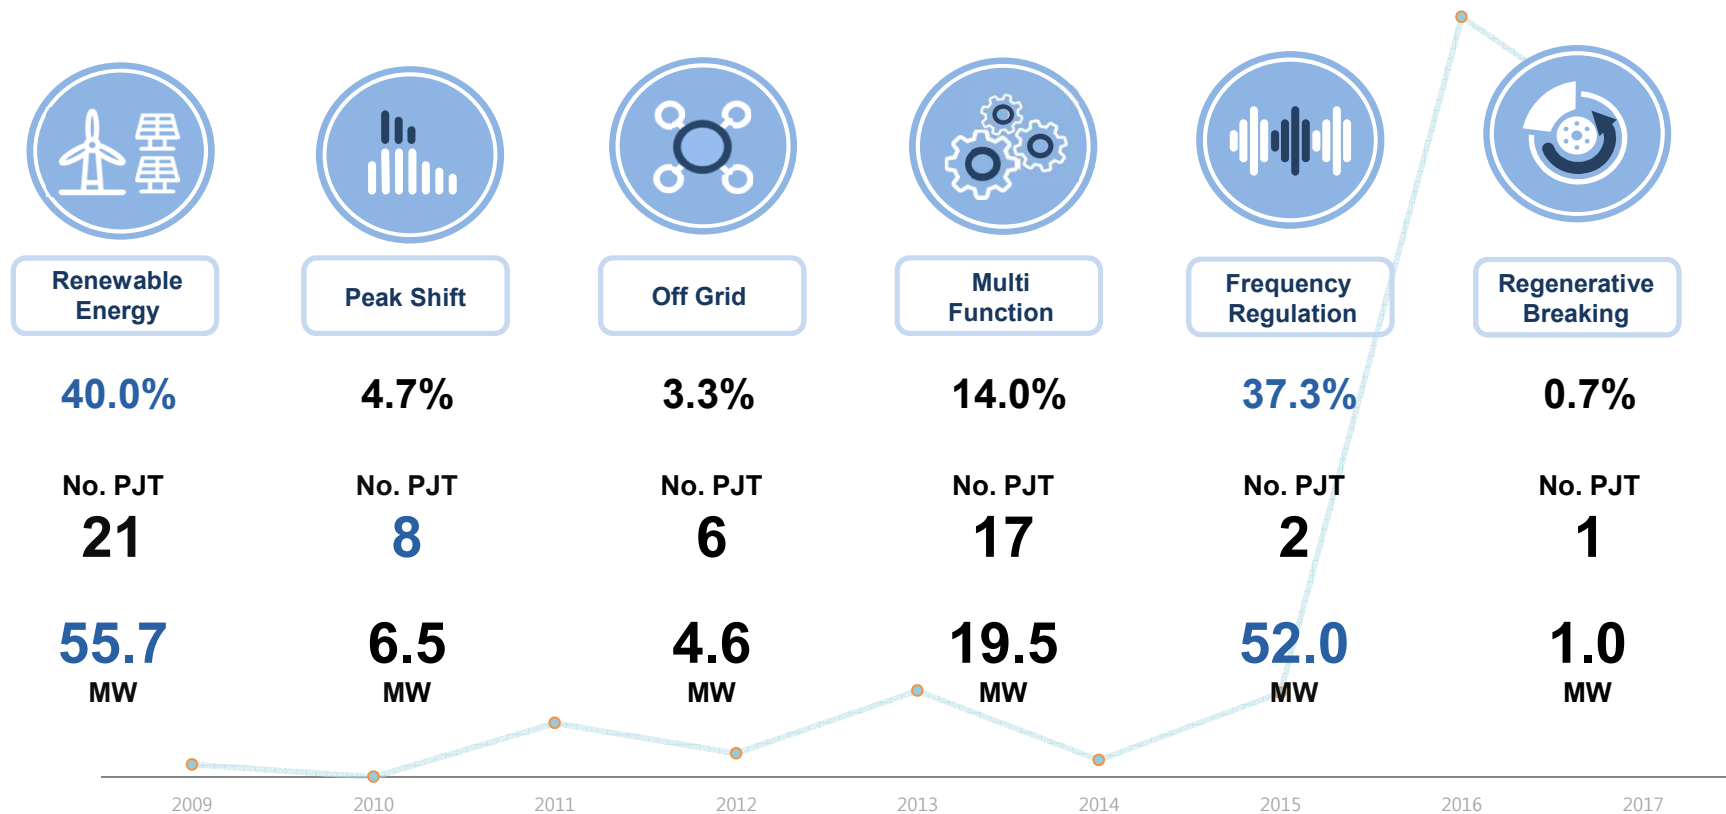 Renewable
Energy
Peak Shift
Off Grid
Multi
Function
Frequency
Regulation
Regenerative
Breaking
40.0%
4.7%
3.3%
14.0%
37.3%
0.7%
No. PJT
No. PJT
No. PJT
No. PJT
No. PJT
No. PJT
21
8
6
17
2
1
55.7
6.5
4.6
19.5
52.0
1.0
MW
MW
MW
MW
MW
MW
2009
2010
2011
2012
2013
2014
2015
2016
2017